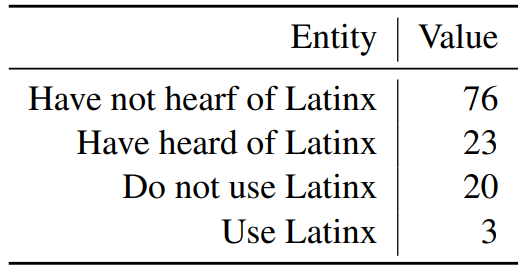 Entity Value
Have not hearf of Latinx 76
Have heard of Latinx 23
Do not use Latinx 20
Use Latinx 3